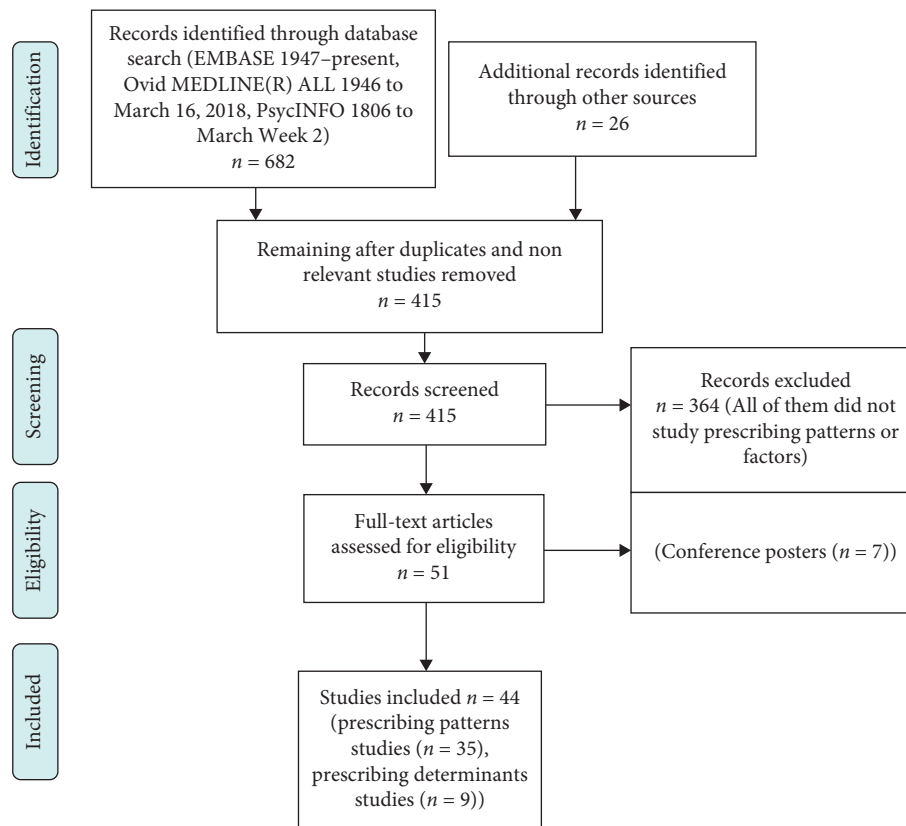 Identification
Records identified through database
search (EMBASE 1947–present,
Ovid MEDLINE(R) ALL 1946 to
March 16, 2018, PsycINFO 1806 to
March Week 2)
n = 682
Additional records identified
through other sources
n = 26
Remaining after duplicates and non
relevant studies removed
n = 415
Screening
Records screened
n = 415
Records excluded
n = 364 (All of them did not
study prescribing patterns or
factors)
Eligibility
Full-text articles
assessed for eligibility
n = 51
(Conference posters (n = 7))
Included
Studies included n = 44
(prescribing patterns
studies (n = 35),
prescribing determinants
studies (n = 9))